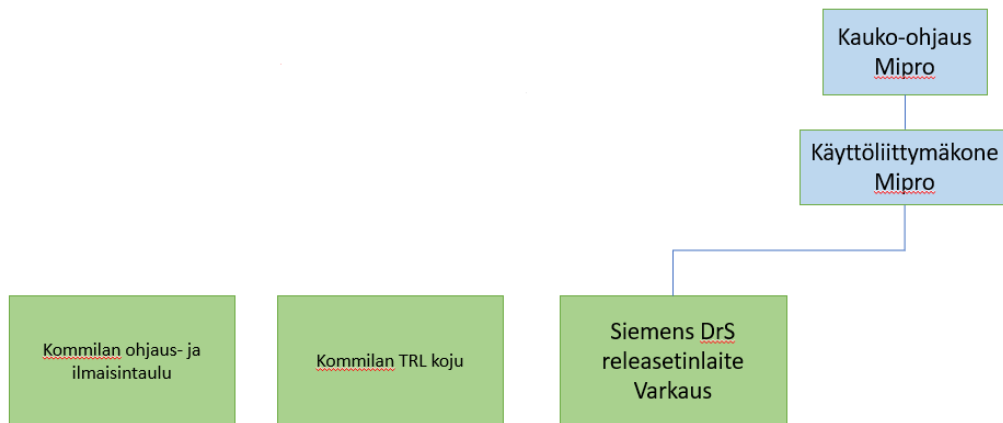 Kauko-ohjaus
Mipro
Käyttöliittymäkone
Mipro
Kommilan ohjaus- ja
ilmaisintaulu
Kommilan TRL koju
Siemens DrS
releasetinlaite
Varkaus